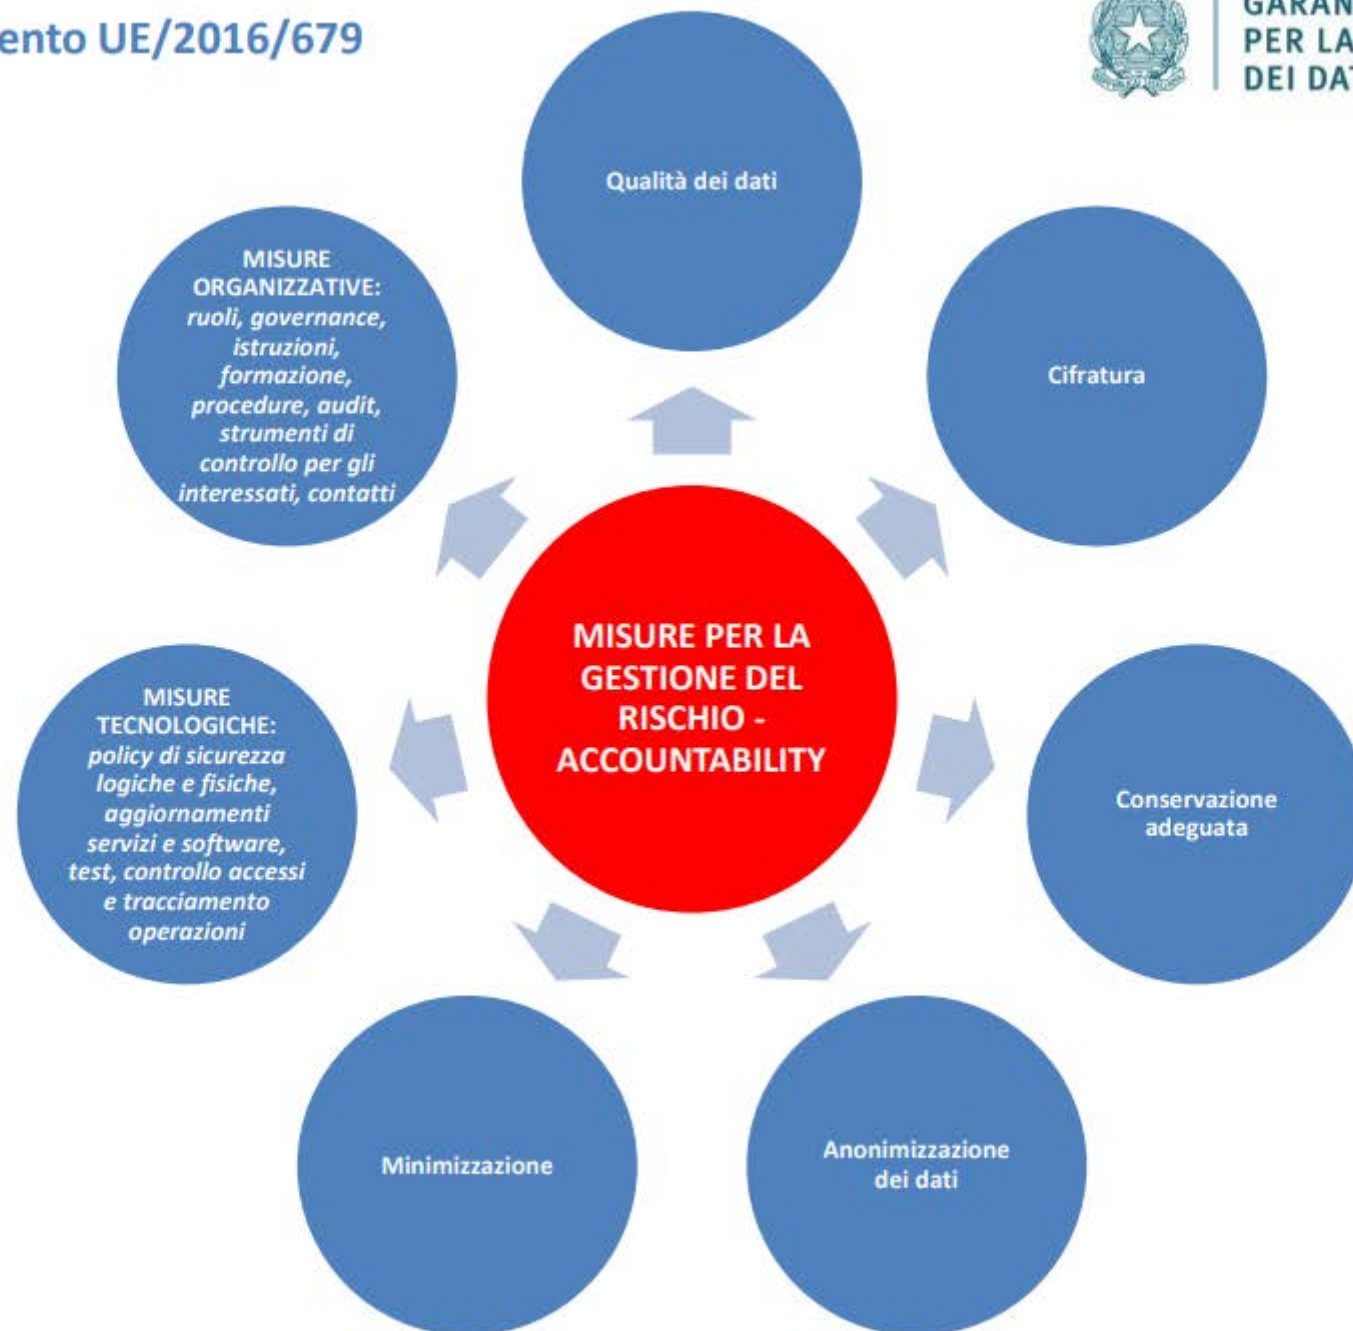 ento UE/2016/679
GARAN
PER LA
DEI DAT
Qualità dei dati
Cifratura
Conservazione
adeguata
Anonimizzazione
dei dati
Minimizzazione
MISURE
TECNOLOGICHE:
policy di sicurezza
logiche e fisiche,
aggiornamenti
servizi e software,
test, controllo accessi
e tracciamento
operazioni
MISURE
ORGANIZZATIVE:
ruoli, governance,
istruzioni,
formazione,
procedure, audit,
strumenti di
controllo per gli
interessati, contatti
MISURE PER LA
GESTIONE DEL
RISCHIO -
ACCOUNTABILITY